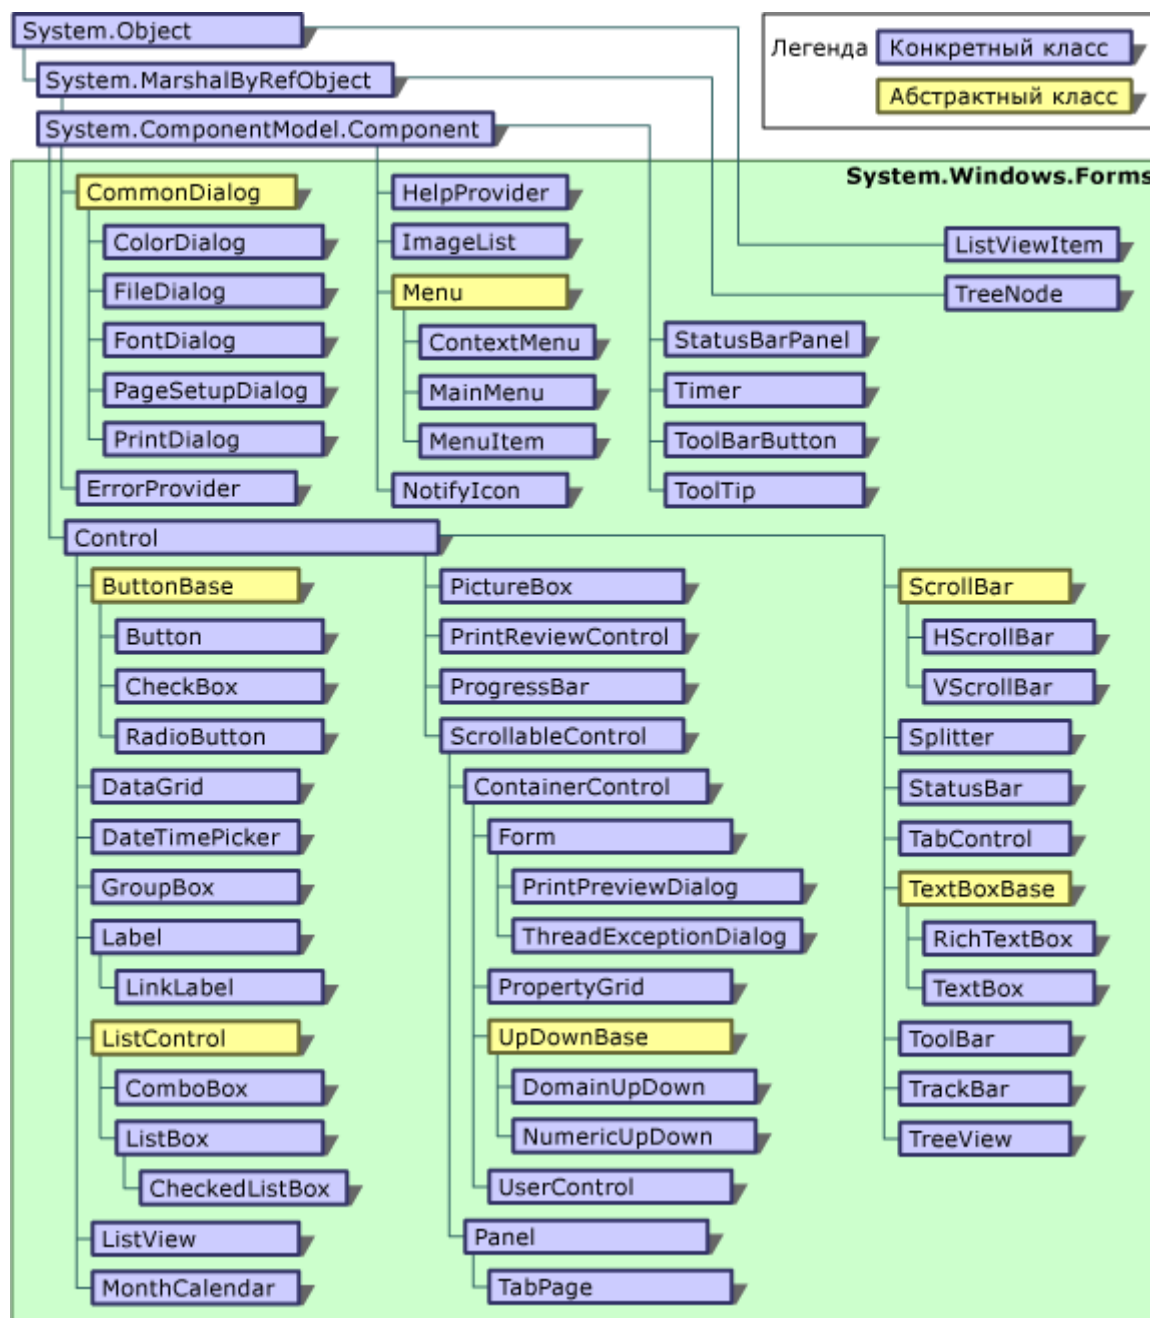 System.Object
Легенда
Конкретный класс
System.MarshalByRefObject
Абстрактный класс
System.ComponentModel.Component
System.Windows.Forms
CommonDialog
ColorDialog
FileDialog
FontDialog
PageSetupDialog
PrintDialog
ErrorProvider
HelpProvider
ImageList
Menu
ContextMenu
MainMenu
MenuItem
NotifyIcon
StatusBarPanel
Timer
ToolBarButton
ToolTip
ListViewItem
TreeNode
Control
ButtonBase
Button
CheckBox
RadioButton
DataGrid
DateTimePicker
GroupBox
Label
LinkLabel
ListControl
ComboBox
ListBox
CheckedListBox
ListView
MonthCalendar
PictureBox
PrintReviewControl
ProgressBar
ScrollableControl
ContainerControl
Form
PrintPreviewDialog
ThreadExceptionDialog
PropertyGrid
UpDownBase
DomainUpDown
NumericUpDown
UserControl
Panel
TabPage
ScrollBar
HScrollBar
VScrollBar
Splitter
StatusBar
TabControl
TextBoxBase
RichTextBox
TextBox
ToolBar
TrackBar
TreeView